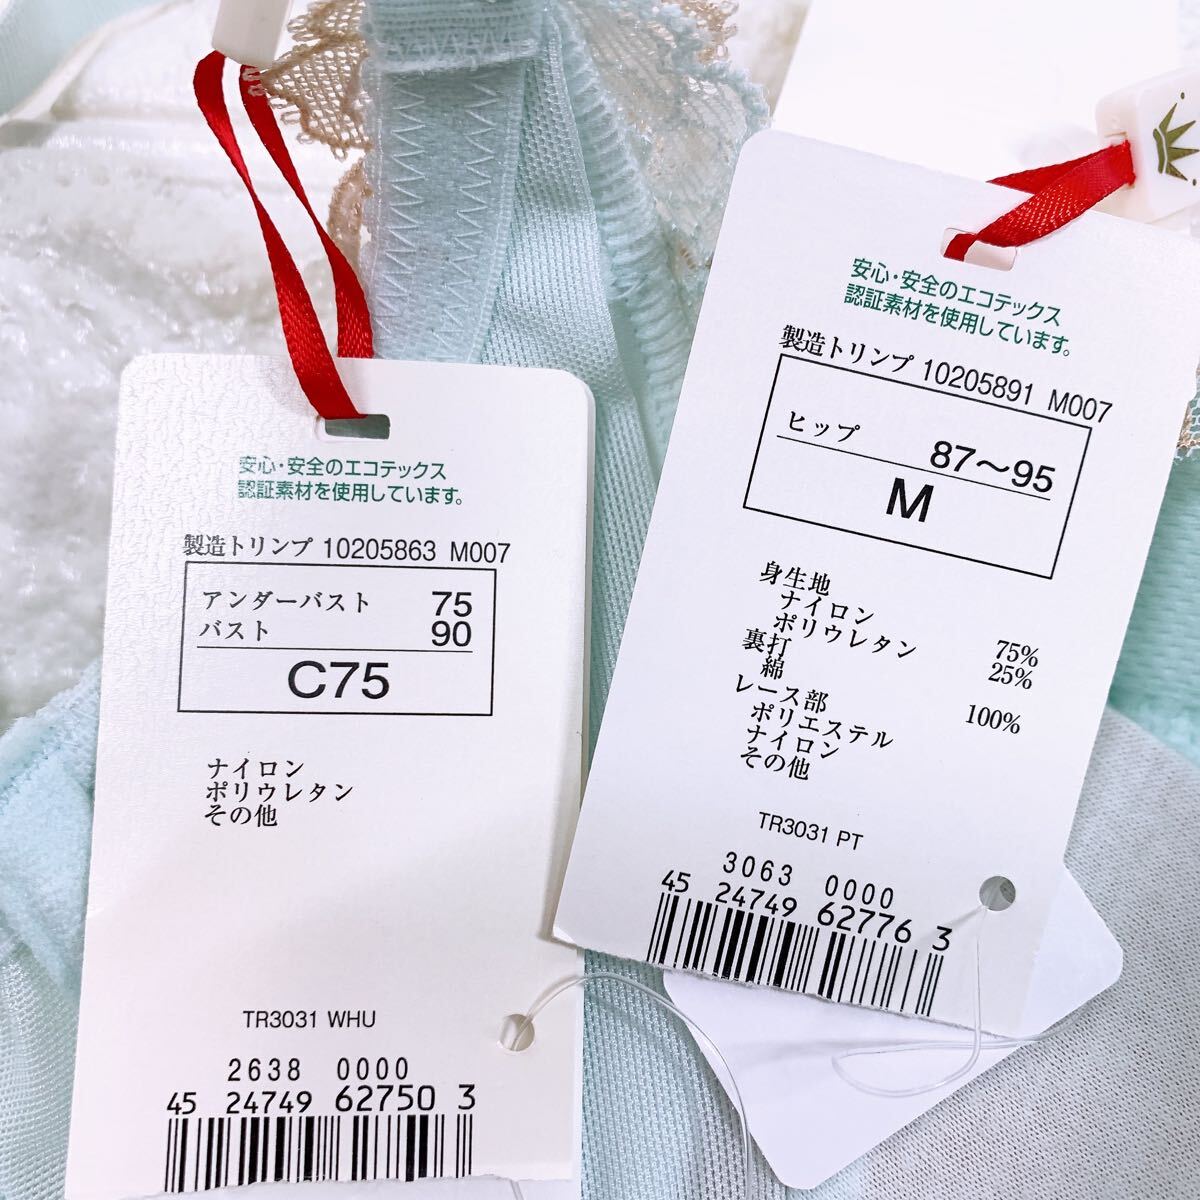 安心・安全のエコテックス
認証素材を使用しています。
製造トリンプ 10205863 M007
アンダーバスト 75
バスト 90
C75
ナイロン
ポリウレタン
その他
TR3031 WHU
2638 0000
45 24749 62750 3
安心・安全のエコテックス
認証素材を使用しています。
製造トリンプ 10205891 M007
ヒップ 87〜95
M
身生地
ナイロン 75%
ポリウレタン 25%
裏打
綿 100%
レース部
ポリエステル
ナイロン
その他
TR3031 PT
3063 0000
45 24749 62776 3